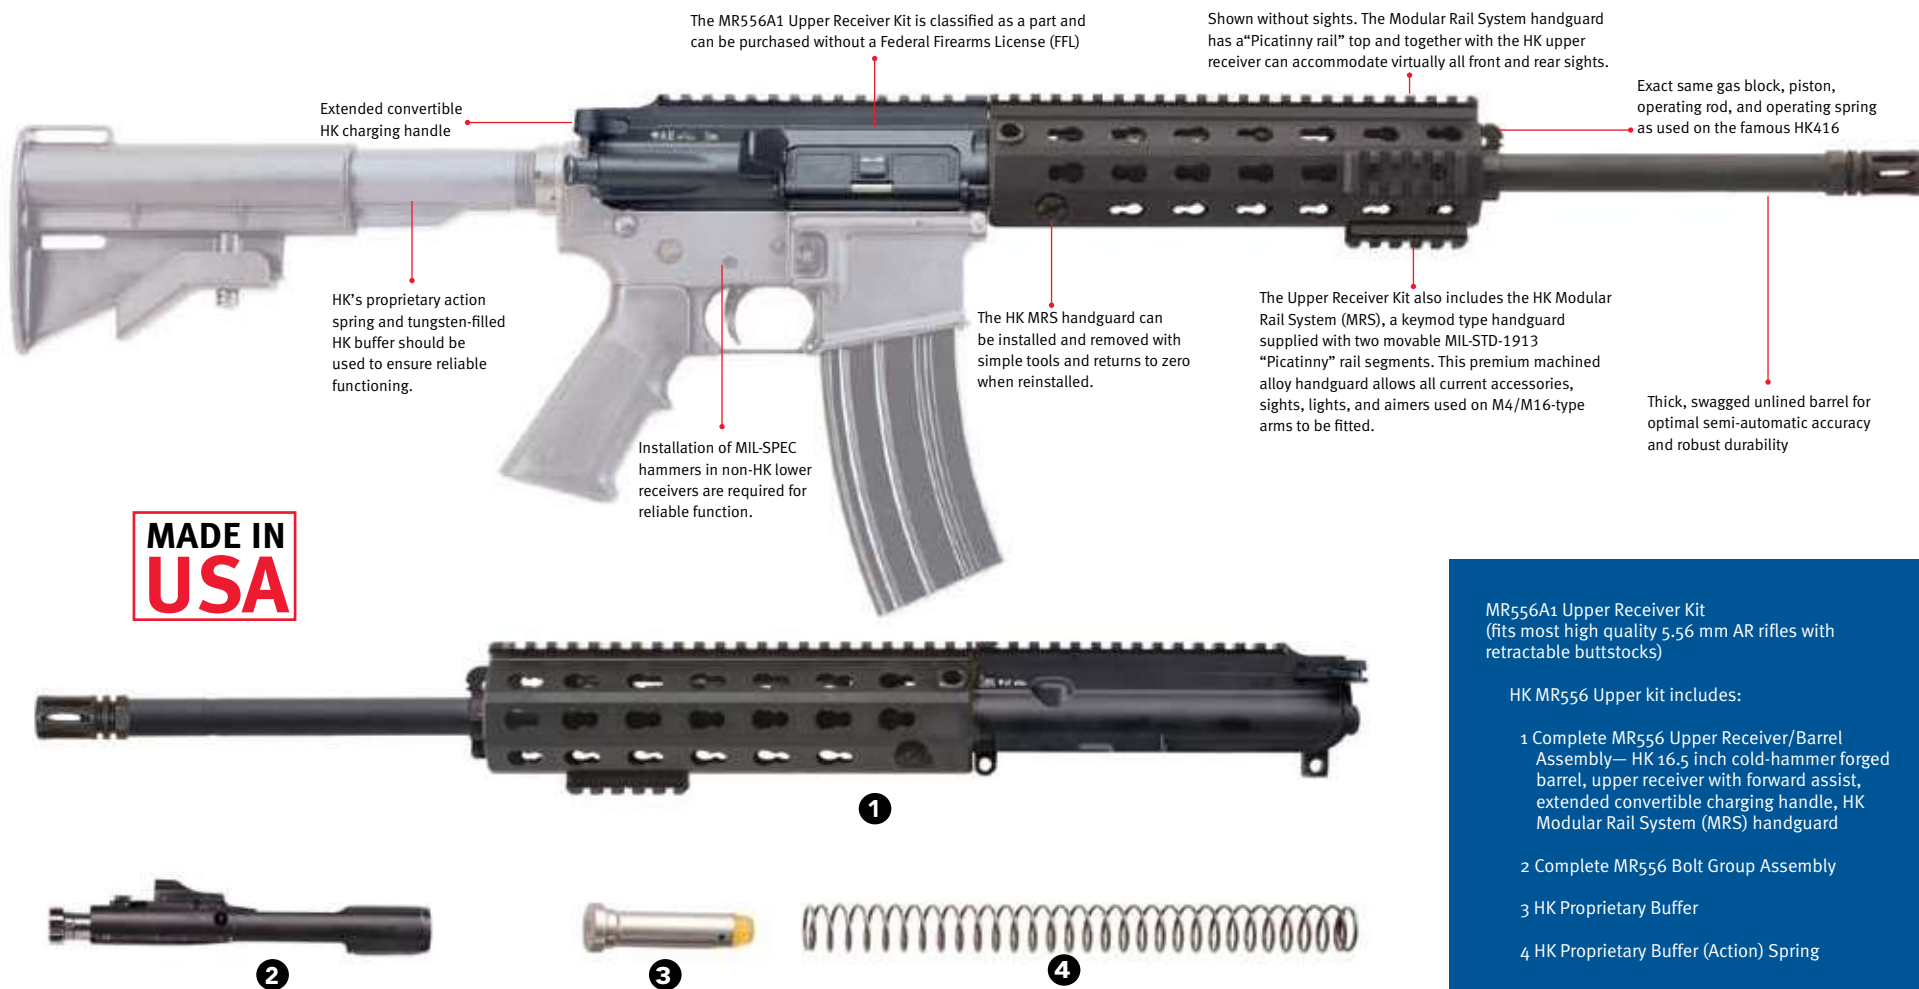 The MR556A1 Upper Receiver Kit is classified as a part and
can be purchased without a Federal Firearms License (FFL)
Shown without sights. The Modular Rail System handguard
has a“Picatinny rail” top and together with the HK upper
receiver can accommodate virtually all front and rear sights.
Extended convertible
HK charging handle
Exact same gas block, piston,
operating rod, and operating spring
as used on the famous HK416
HK’s proprietary action
spring and tungsten-filled
HK buffer should be
used to ensure reliable
functioning.
Installation of MIL-SPEC
hammers in non-HK lower
receivers are required for
reliable function.
The HK MRS handguard can
be installed and removed with
simple tools and returns to zero
when reinstalled.
The Upper Receiver Kit also includes the HK Modular
Rail System (MRS), a keymod type handguard
supplied with two movable MIL-STD-1913
“Picatinny” rail segments. This premium machined
alloy handguard allows all current accessories,
sights, lights, and aimers used on M4/M16-type
arms to be fitted.
Thick, swagged unlined barrel for
optimal semi-automatic accuracy
and robust durability
MADE IN
USA
1
2
3
4
MR556A1 Upper Receiver Kit
(fits most high quality 5.56 mm AR rifles with
retractable buttstocks)
HK MR556 Upper kit includes:
1 Complete MR556 Upper Receiver/Barrel
Assembly— HK 16.5 inch cold-hammer forged
barrel, upper receiver with forward assist,
extended convertible charging handle, HK
Modular Rail System (MRS) handguard
2 Complete MR556 Bolt Group Assembly
3 HK Proprietary Buffer
4 HK Proprietary Buffer (Action) Spring